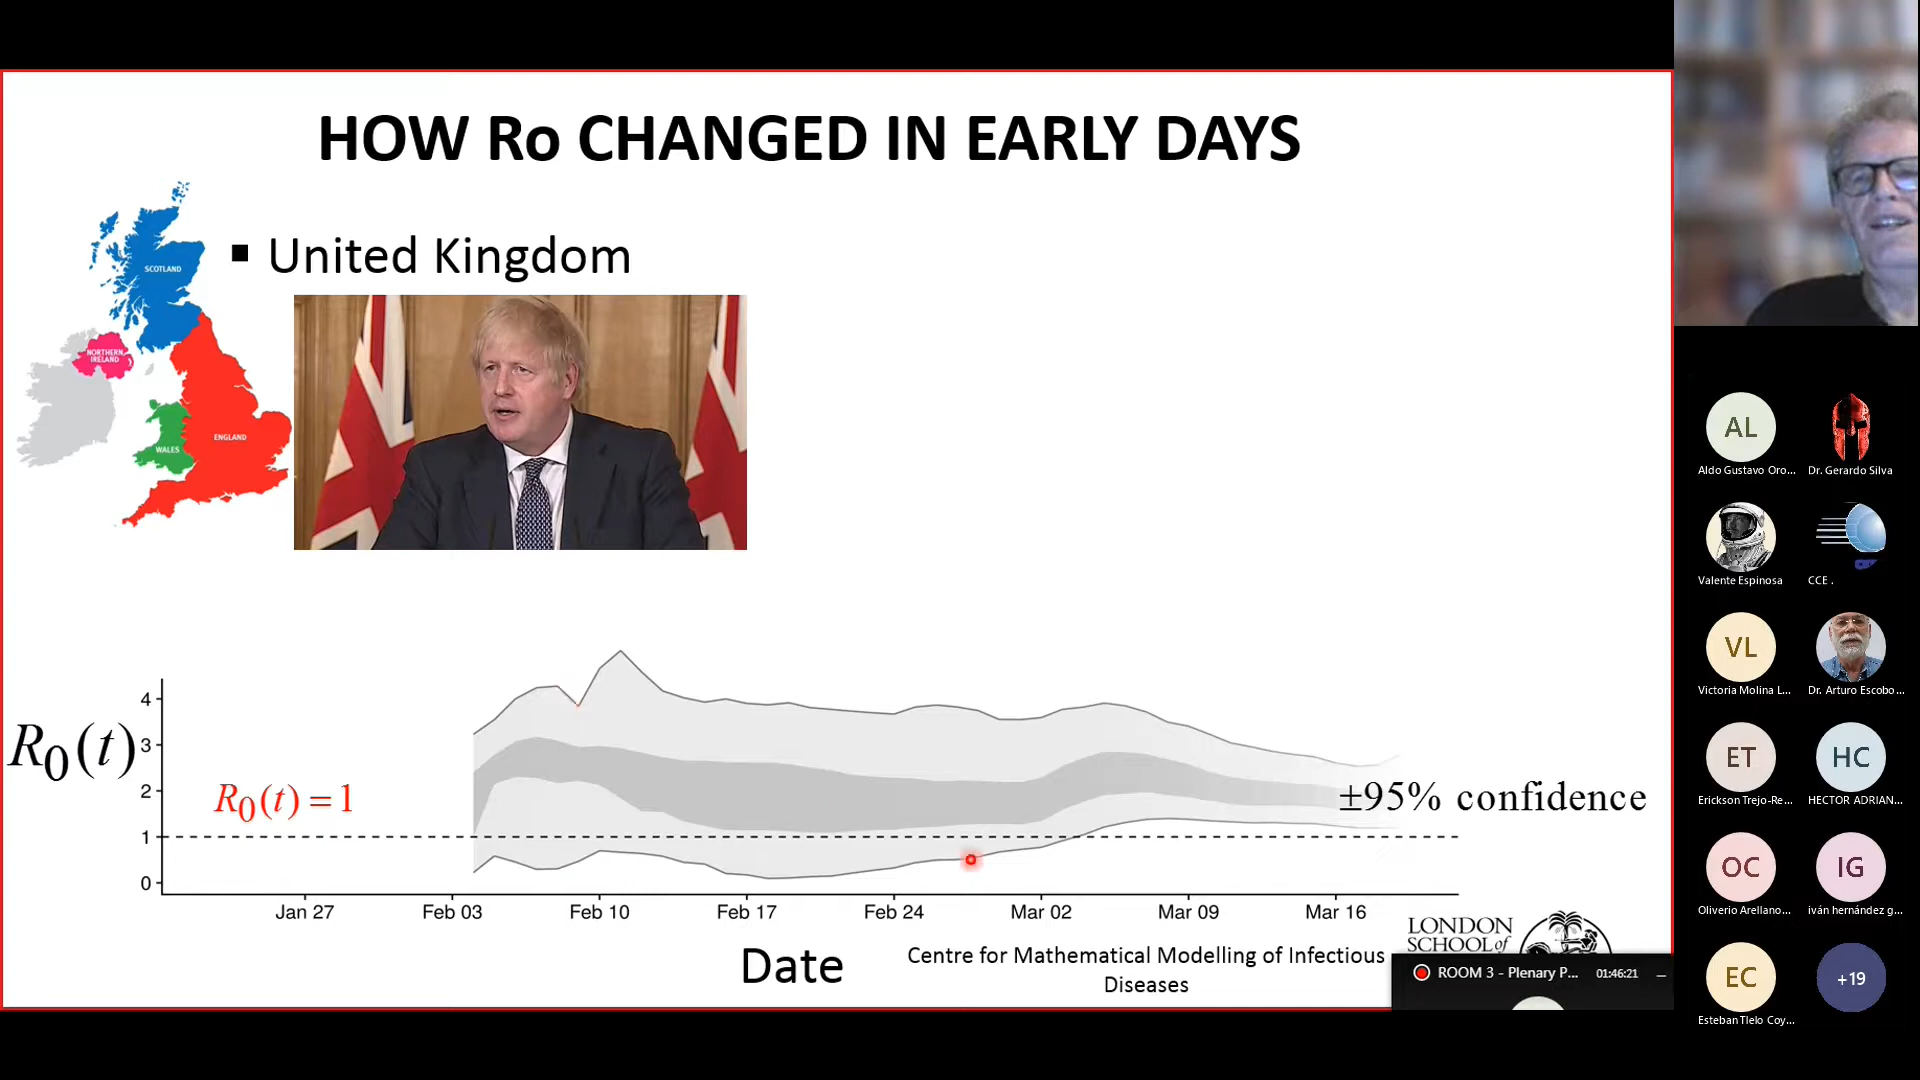 HOW Ro CHANGED IN EARLY DAYS
United Kingdom
SCOTLAND
NORTHERN
IRELAND
WALES
ENGLAND
R0(t)
4
3
2
1
0
R0(t) = 1
±95% confidence
Jan 27
Feb 03
Feb 10
Feb 17
Feb 24
Mar 02
Mar 09
Mar 16
Date
Centre for Mathematical Modelling of Infectious
Diseases
LONDON
SCHOOL of
ROOM 3 - Plenary P...
01:46:21
AL
Aldo Gustavo Oro...
Dr. Gerardo Silva
Valente Espinosa
CCE .
VL
Victoria Molina L...
Dr. Arturo Escobo...
ET
Erickson Trejo-Re...
HC
HECTOR ADRIAN...
OC
Oliverio Arellano...
IG
iván hernández g...
EC
Esteban Tlelo Coy...
+19